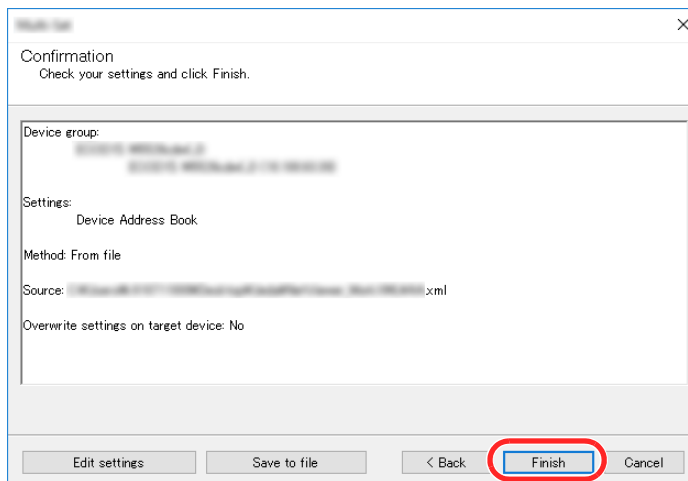 Confirmation
Check your settings and click Finish.
Device group:
Settings:
Device Address Book
Method: From file
Source: .xml
Overwrite settings on target device: No
Edit settings
Save to file
< Back
Finish
Cancel